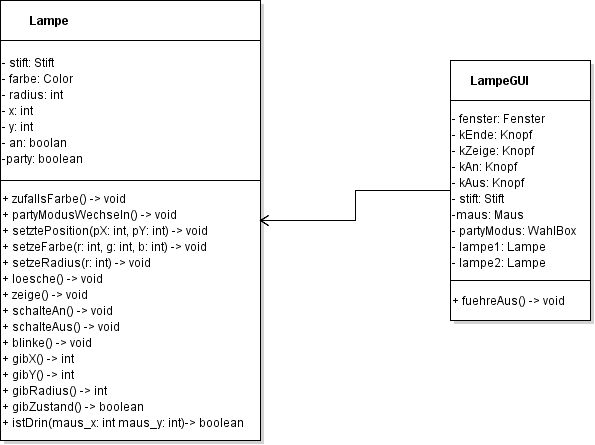 Lampe
- stift: Stift
- farbe: Color
- radius: int
- x: int
- y: int
- an: boolan
-party: boolean
+ zufallsFarbe() -> void
+ partyModusWechseln() -> void
+ setztePosition(pX: int, pY: int) -> void
+ setzeFarbe(r: int, g: int, b: int) -> void
+ setzeRadius(r: int) -> void
+ loesche() -> void
+ zeige() -> void
+ schalteAn() -> void
+ schalteAus() -> void
+ blinke() -> void
+ gibX() -> int
+ gibY() -> int
+ gibRadius() -> int
+ gibZustand() -> boolean
+ istDrin(maus_x: int maus_y: int)-> boolean
LampeGUI
- fenster: Fenster
- kEnde: Knopf
- kZeige: Knopf
- kAn: Knopf
- kAus: Knopf
- stift: Stift
-maus: Maus
- partyModus: WahlBox
- lampe1: Lampe
- lampe2: Lampe
+ fuehreAus() -> void